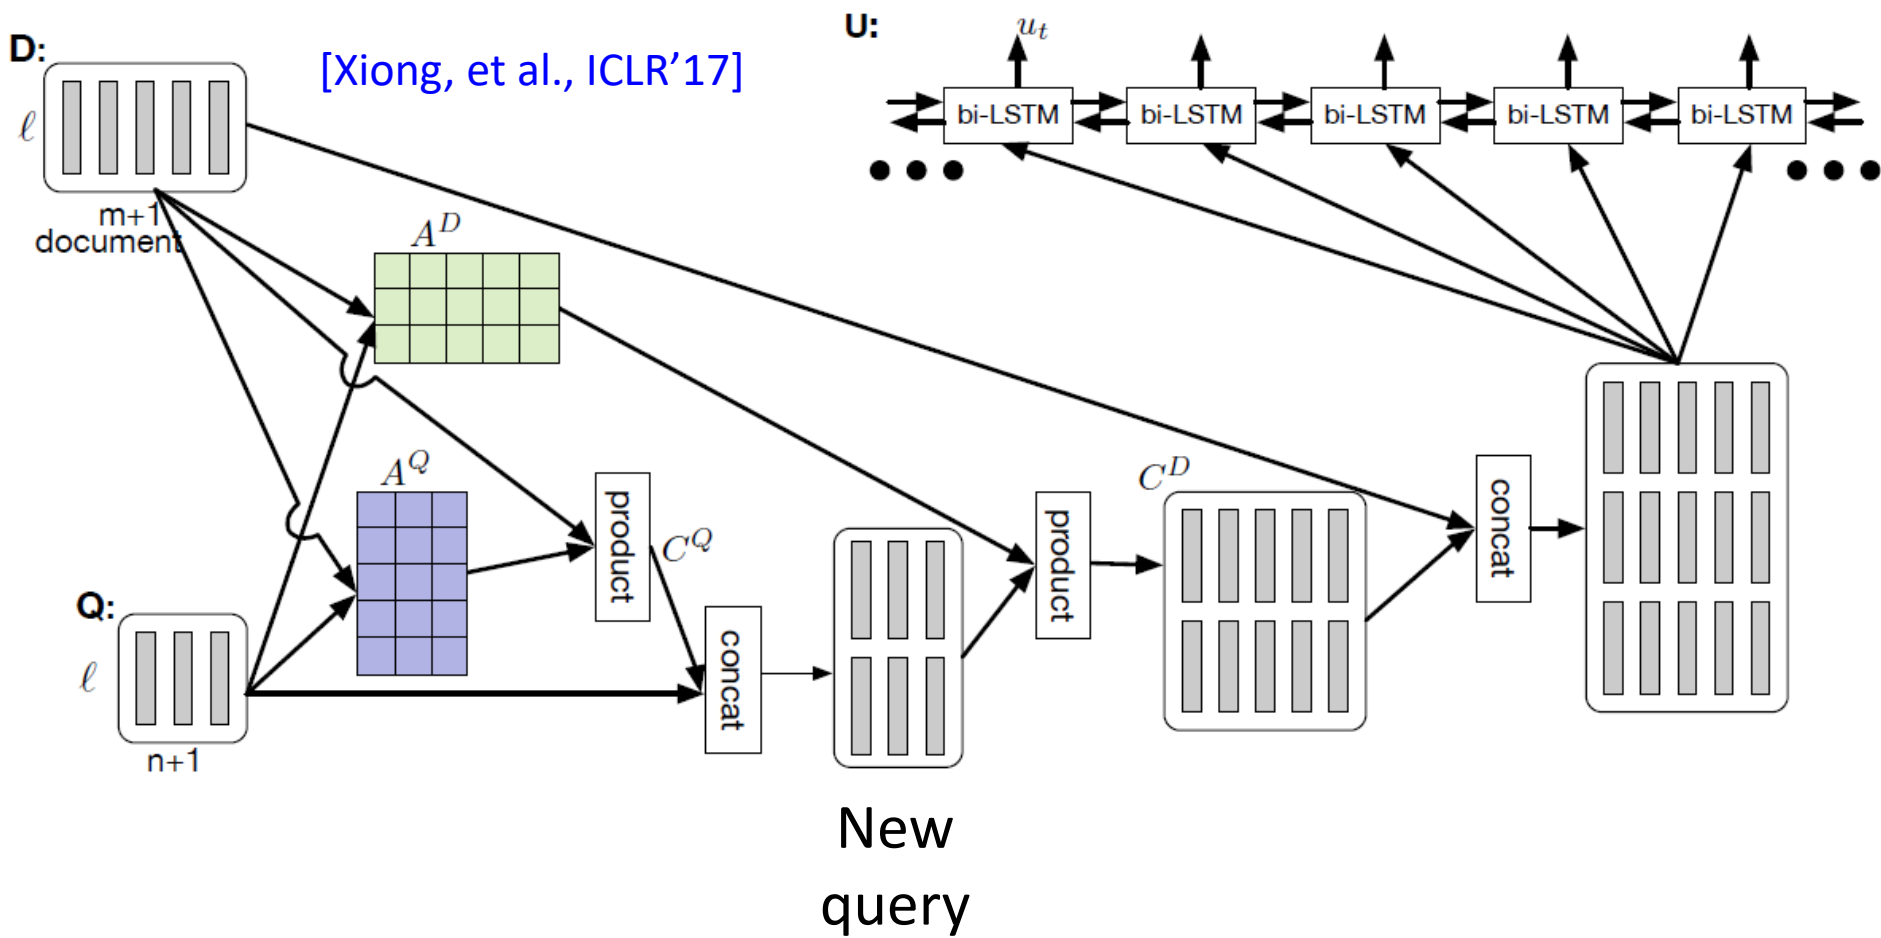 D:
[Xiong, et al., ICLR’17]
U:
u_t
bi-LSTM
bi-LSTM
bi-LSTM
bi-LSTM
bi-LSTM
ℓ
m+1
document
A^D
A^Q
product
C^Q
C^D
product
concat
Q:
ℓ
concat
n+1
New
query